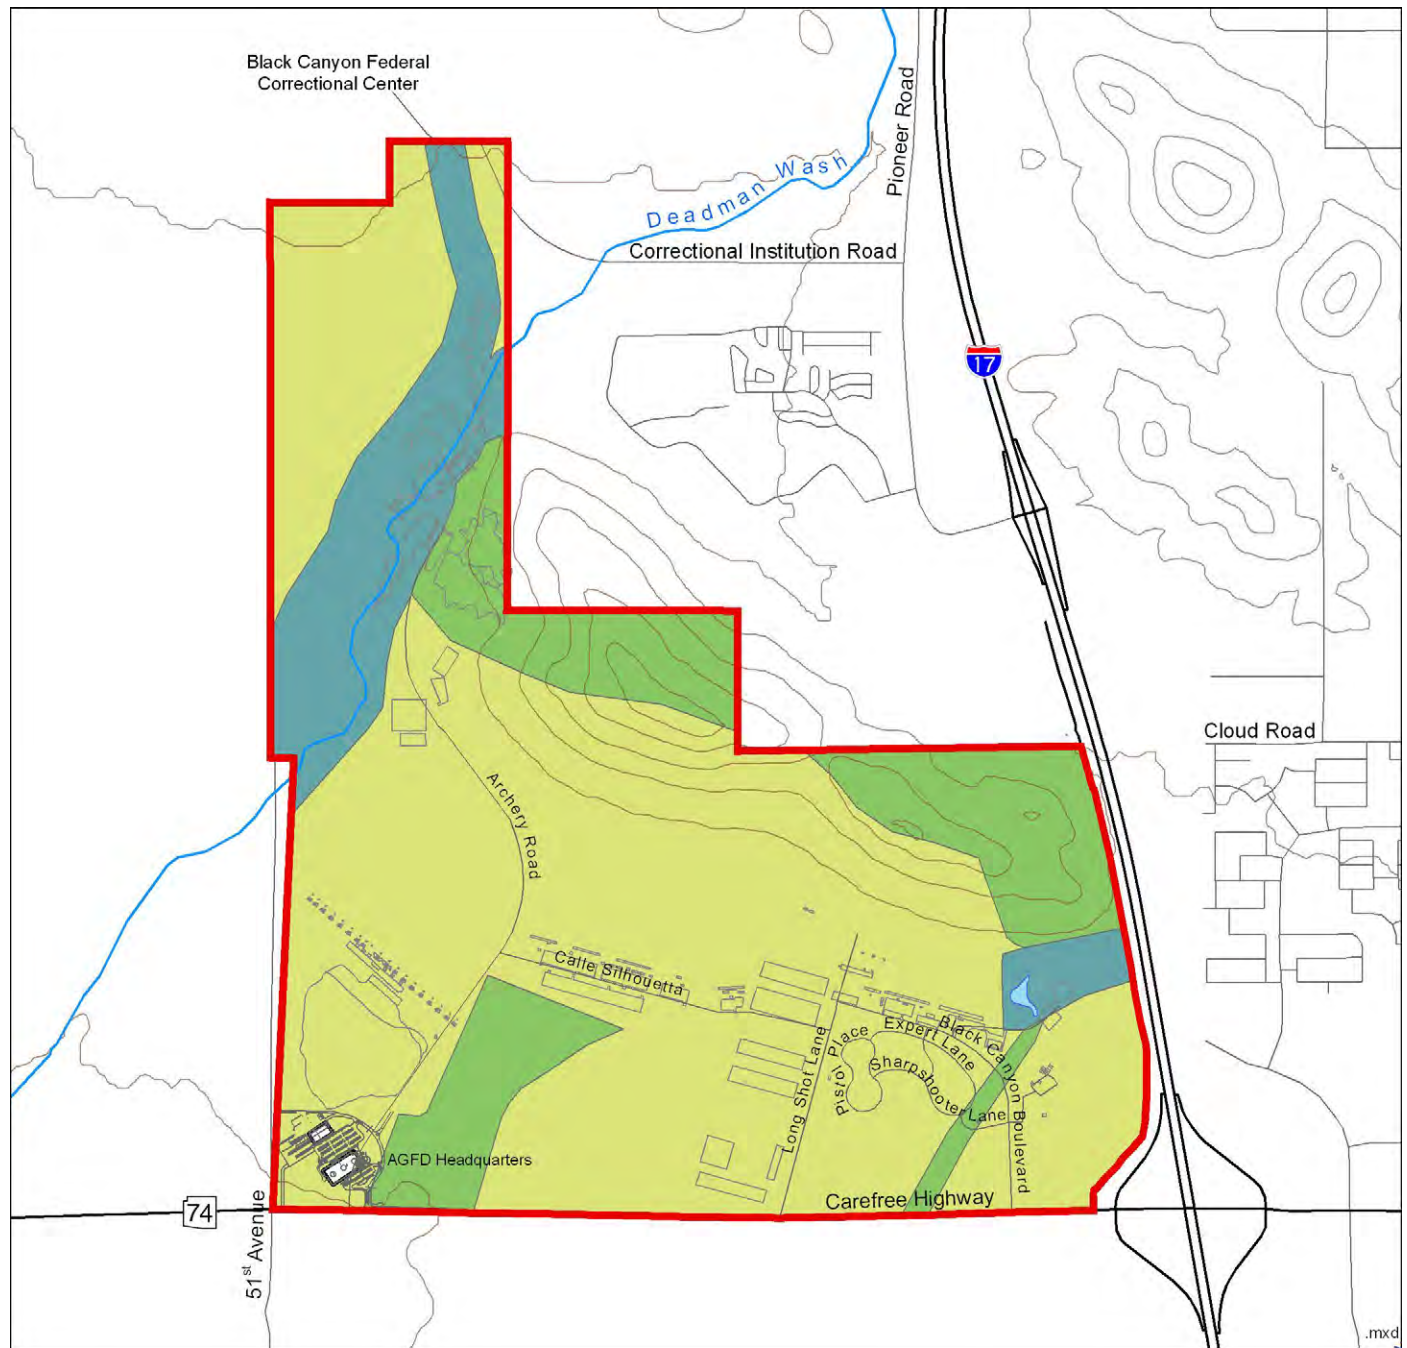 Black Canyon Federal
Correctional Center
Pioneer Road
Deadman Wash
Correctional Institution Road
17
Cloud Road
Archery Road
Calle Silhouetta
Long Shot Lane
Pistol Place
Expert Lane
Sharpshooter Lane
Black Canyon Boulevard
AGFD Headquarters
Carefree Highway
74
51st Avenue
.mxd